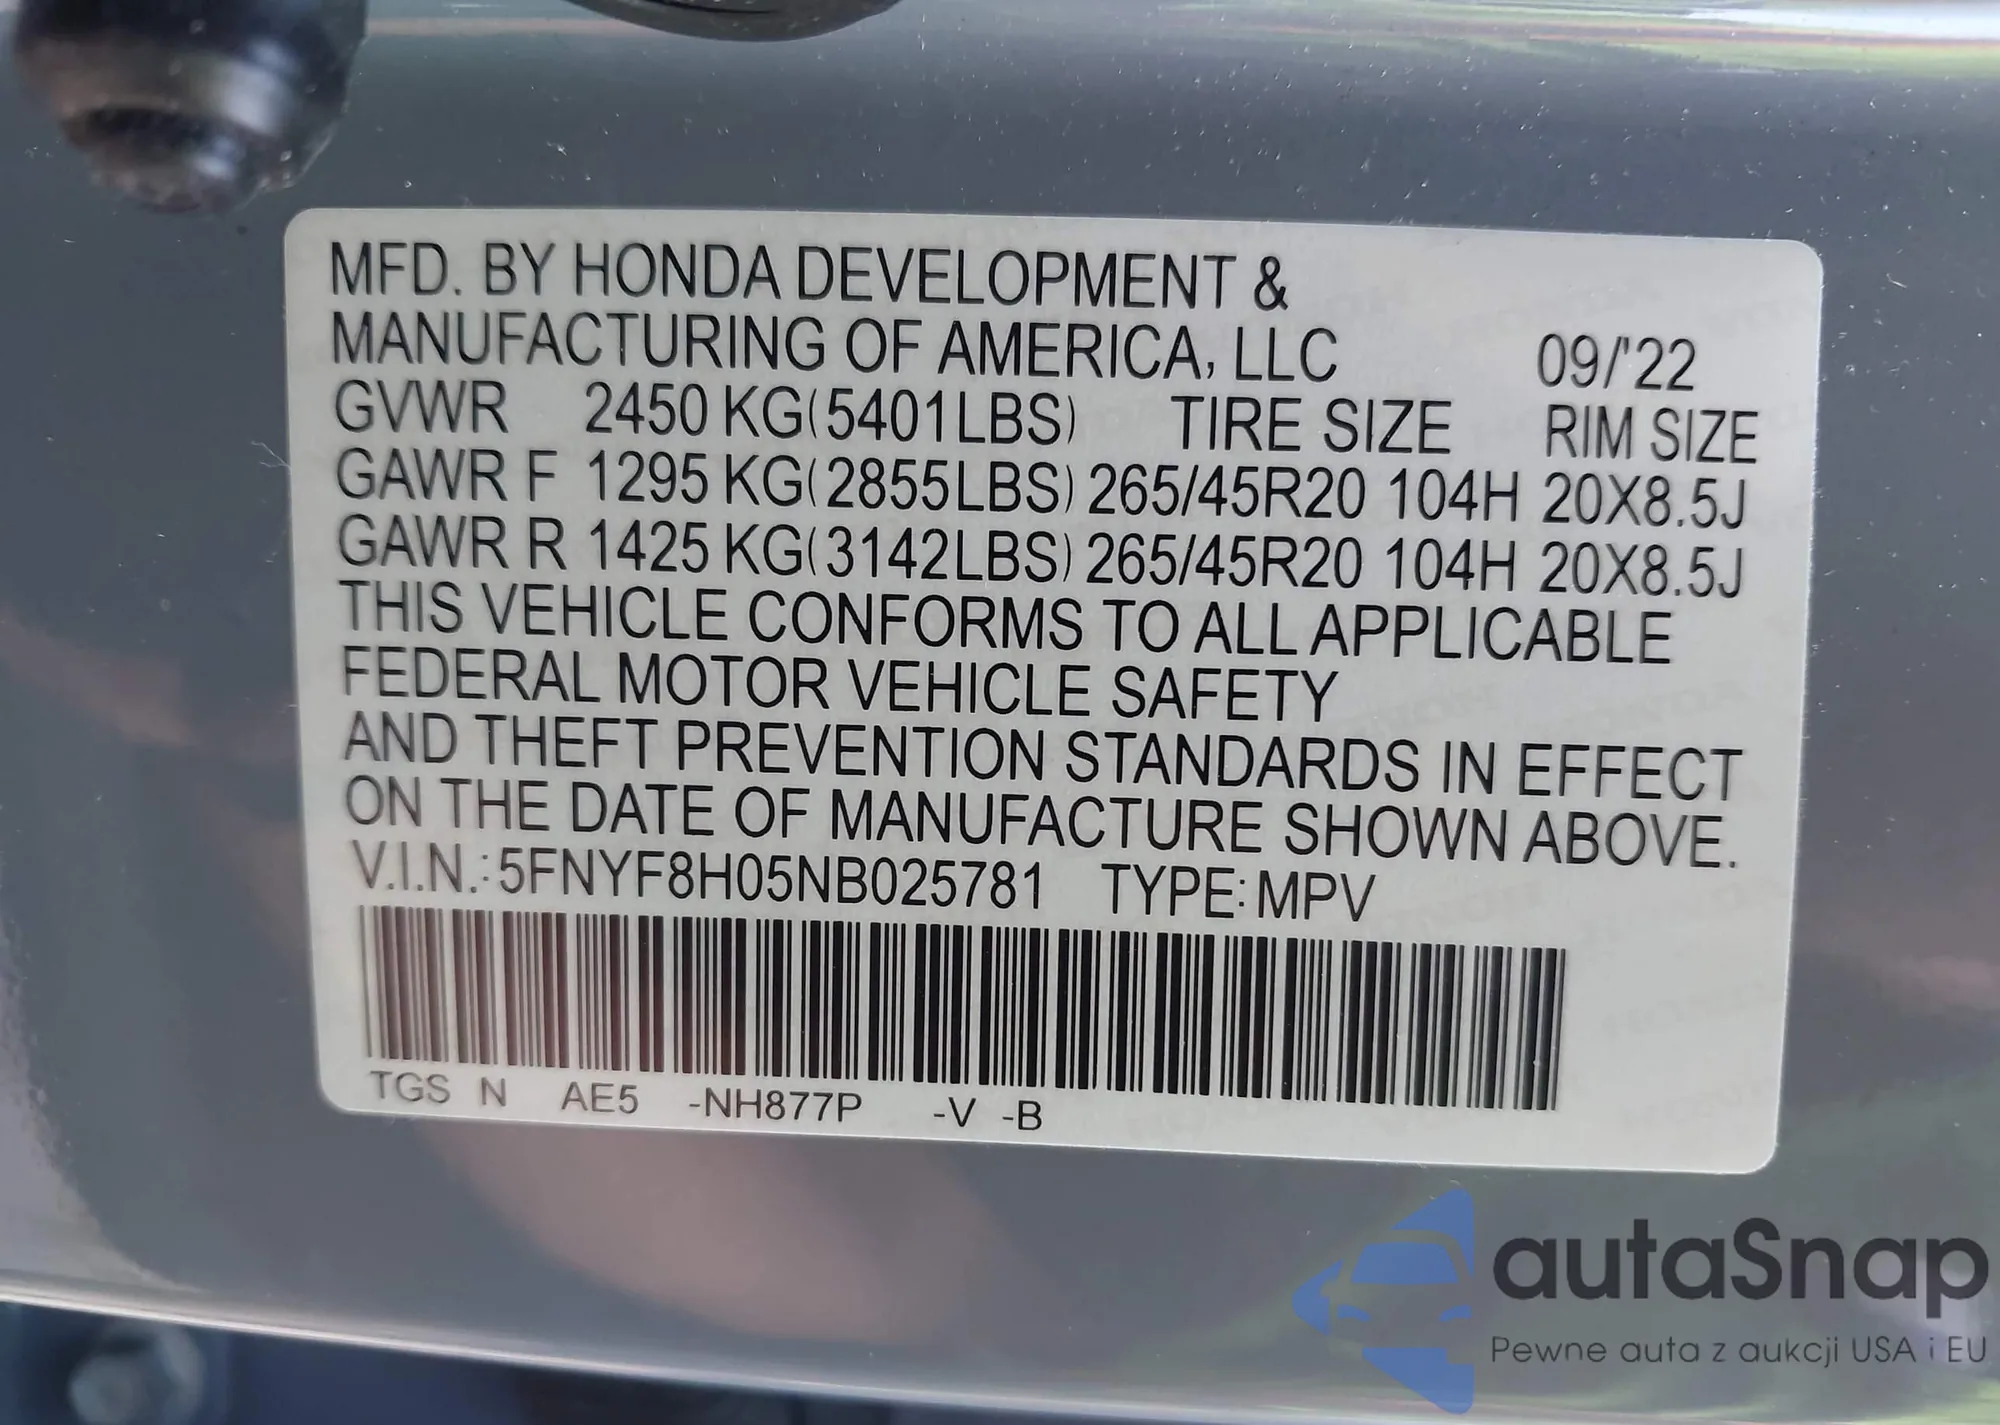 MFD. BY HONDA DEVELOPMENT &
MANUFACTURING OF AMERICA, LLC 09/'22
GVWR 2450 KG(5401LBS) TIRE SIZE RIM SIZE
GAWR F 1295 KG(2855LBS) 265/45R20 104H 20X8.5J
GAWR R 1425 KG(3142LBS) 265/45R20 104H 20X8.5J
THIS VEHICLE CONFORMS TO ALL APPLICABLE
FEDERAL MOTOR VEHICLE SAFETY
AND THEFT PREVENTION STANDARDS IN EFFECT
ON THE DATE OF MANUFACTURE SHOWN ABOVE.
V.I.N.:5FNYF8H05NB025781 TYPE:MPV
TGS N AE5 -NH877P -V -B
autaSnap
Pewne auta z aukcji USA i EU